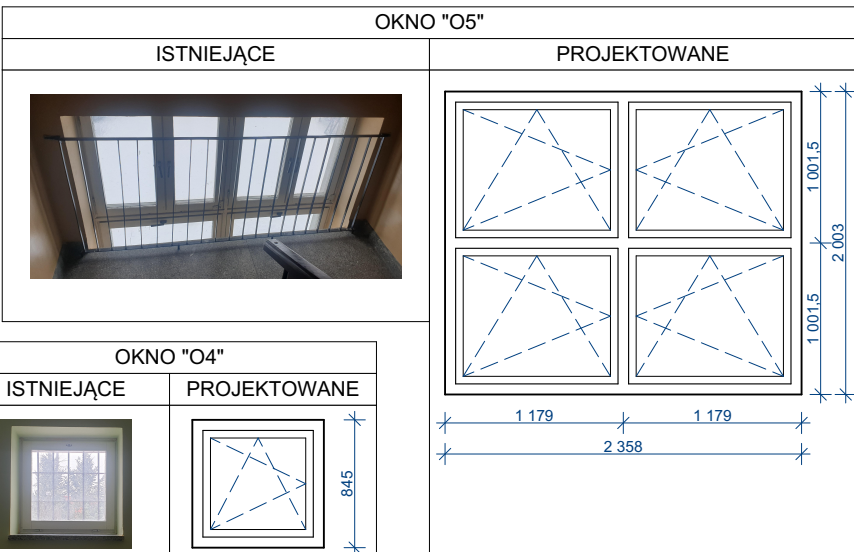 OKNO "O5"
ISTNIEJĄCE PROJEKTOWANE
1 001,5
2 003
1 001,5
1 179 1 179
2 358
OKNO "O4"
ISTNIEJĄCE PROJEKTOWANE
845